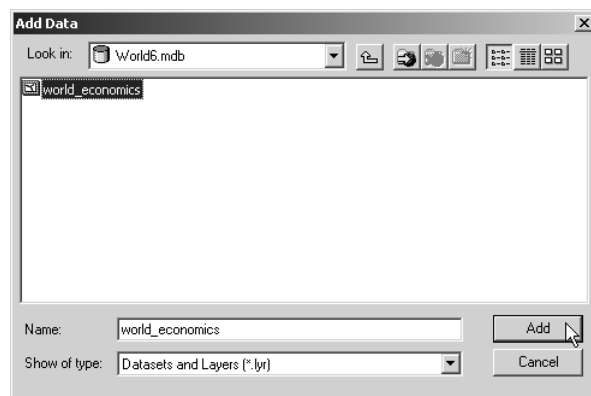 Add Data
Look in: World6.mdb
world_economics
Name: world_economics
Add
Show of type: Datasets and Layers (*.lyr)
Cancel